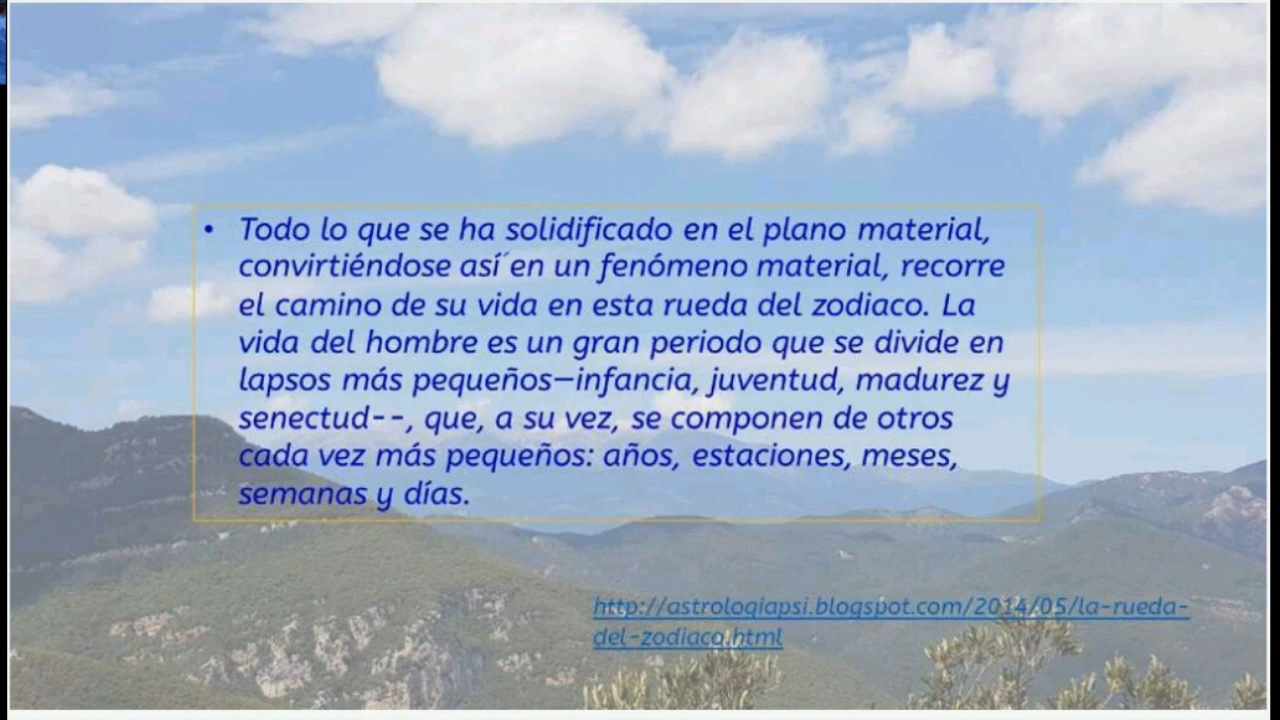 • Todo lo que se ha solidificado en el plano material,
convirtiéndose así´en un fenómeno material, recorre
el camino de su vida en esta rueda del zodiaco. La
vida del hombre es un gran periodo que se divide en
lapsos más pequeños—infancia, juventud, madurez y
senectud--, que, a su vez, se componen de otros
cada vez más pequeños: años, estaciones, meses,
semanas y días.
http://astrologiapsi.blogspot.com/2014/05/la-rueda-
del-zodiaco.html